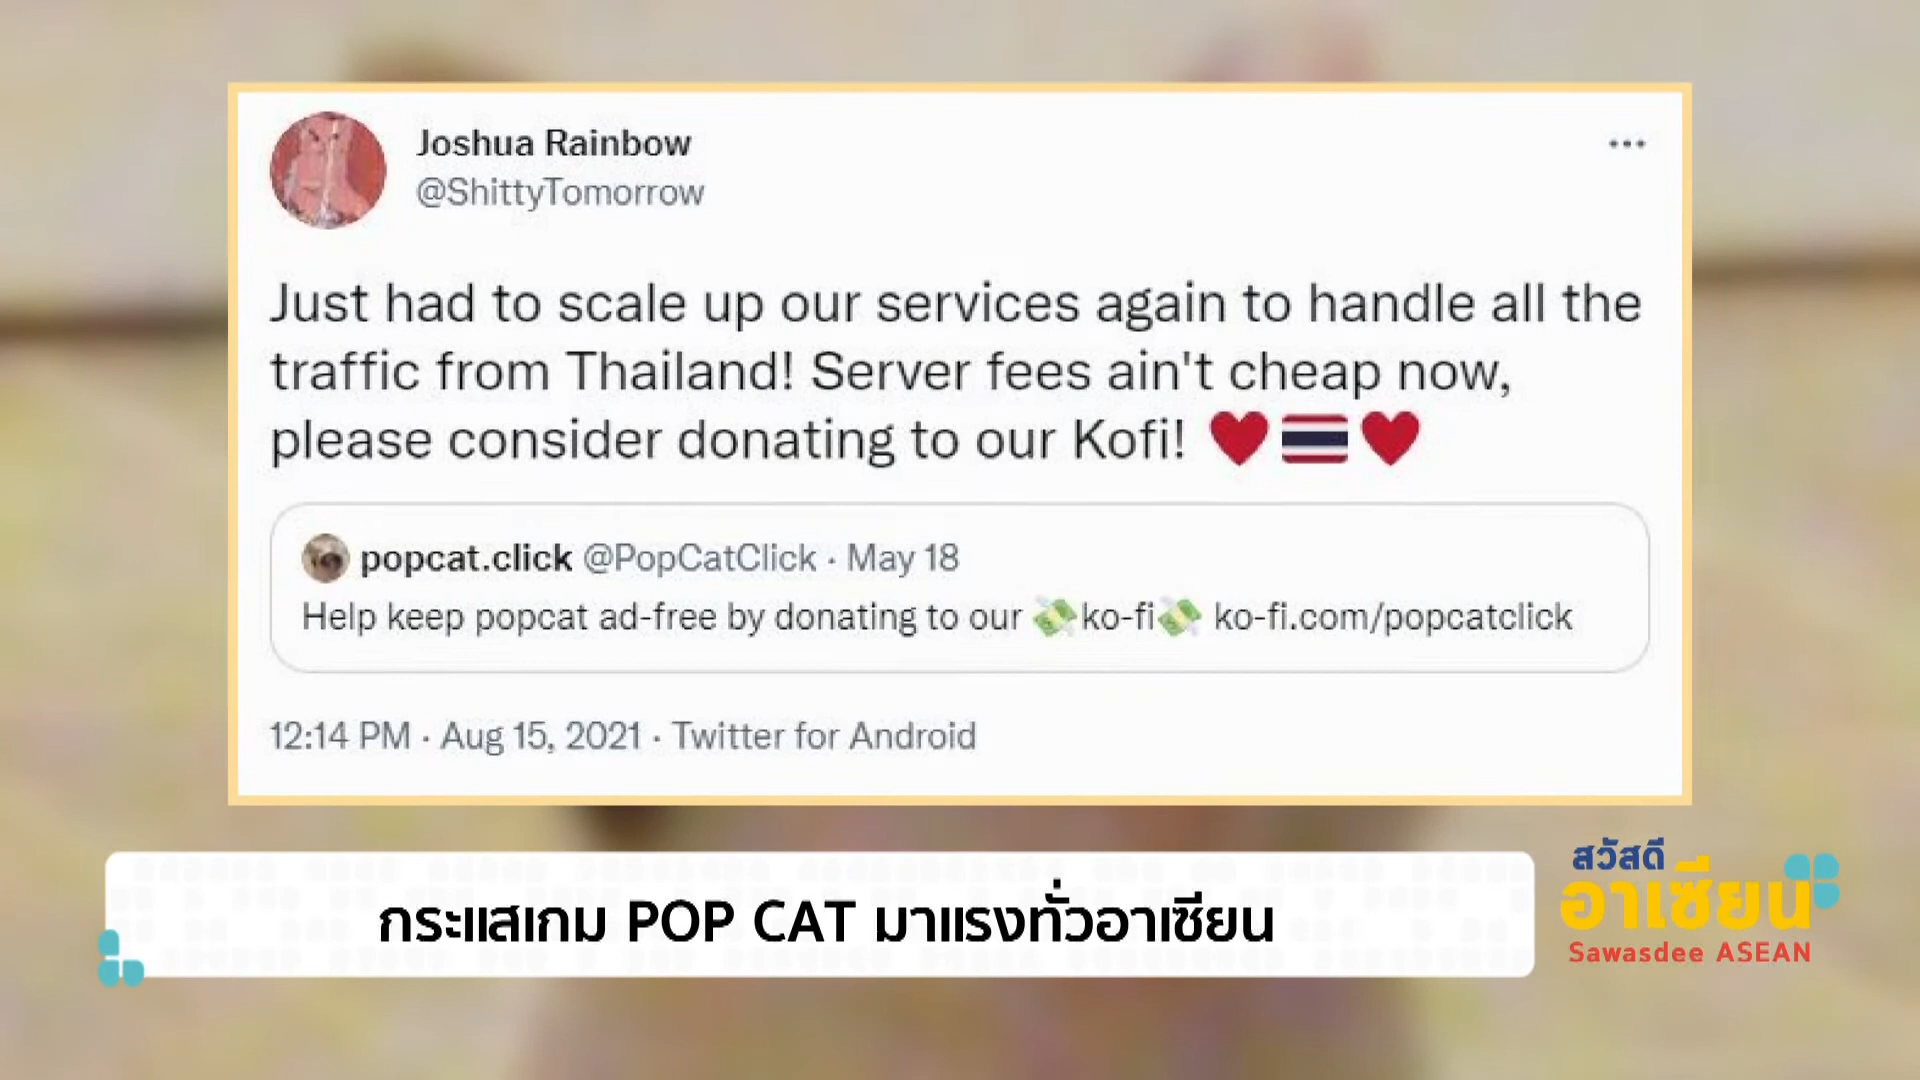 Joshua Rainbow
@ShittyTomorrow
Just had to scale up our services again to handle all the
traffic from Thailand! Server fees ain't cheap now,
please consider donating to our Kofi! ❤🇹🇭❤
popcat.click @PopCatClick · May 18
Help keep popcat ad-free by donating to our 💸ko-fi💸 ko-fi.com/popcatclick
12:14 PM · Aug 15, 2021 · Twitter for Android
กระแสเกม POP CAT มาแรงทั่วอาเซียน
สวัสดี
อาเซียน
Sawasdee ASEAN